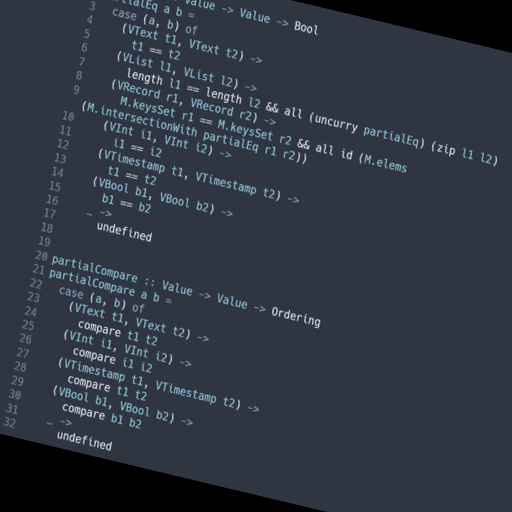 Value -> Value -> Bool
3 a b =
4 case (a, b) of
5 (VText t1, VText t2) ->
6 t1 == t2
7 (VList l1, VList l2) ->
8 length l1 == length l2 && all (uncurry partialEq) (zip l1 l2)
9 (VRecord r1, VRecord r2) ->
10 M.keysSet r1 == M.keysSet r2 && all id (M.elems
(M.intersectionWith partialEq r1 r2))
11 (VInt i1, VInt i2) ->
12 i1 == i2
13 (VTimestamp t1, VTimestamp t2) ->
14 t1 == t2
15 (VBool b1, VBool b2) ->
16 b1 == b2
17 _ ->
18 undefined
19
20
21 partialCompare :: Value -> Value -> Ordering
22 partialCompare a b =
23 case (a, b) of
24 (VText t1, VText t2) ->
25 compare t1 t2
26 (VInt i1, VInt i2) ->
27 compare i1 i2
28 (VTimestamp t1, VTimestamp t2) ->
29 compare t1 t2
30 (VBool b1, VBool b2) ->
31 compare b1 b2
32 _ ->
undefined